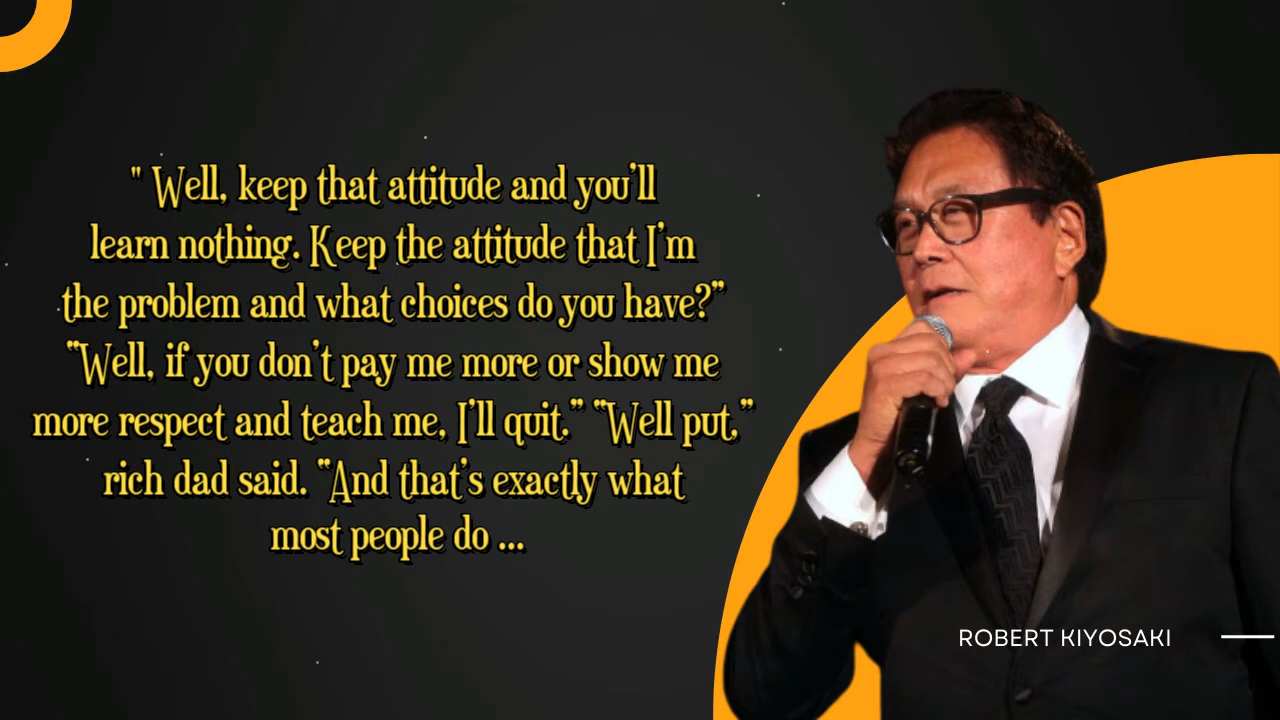 " Well, keep that attitude and you’ll
learn nothing. Keep the attitude that I’m
the problem and what choices do you have?”
“Well, if you don’t pay me more or show me
more respect and teach me, I’ll quit.” “Well put,”
rich dad said. “And that’s exactly what
most people do ...
ROBERT KIYOSAKI